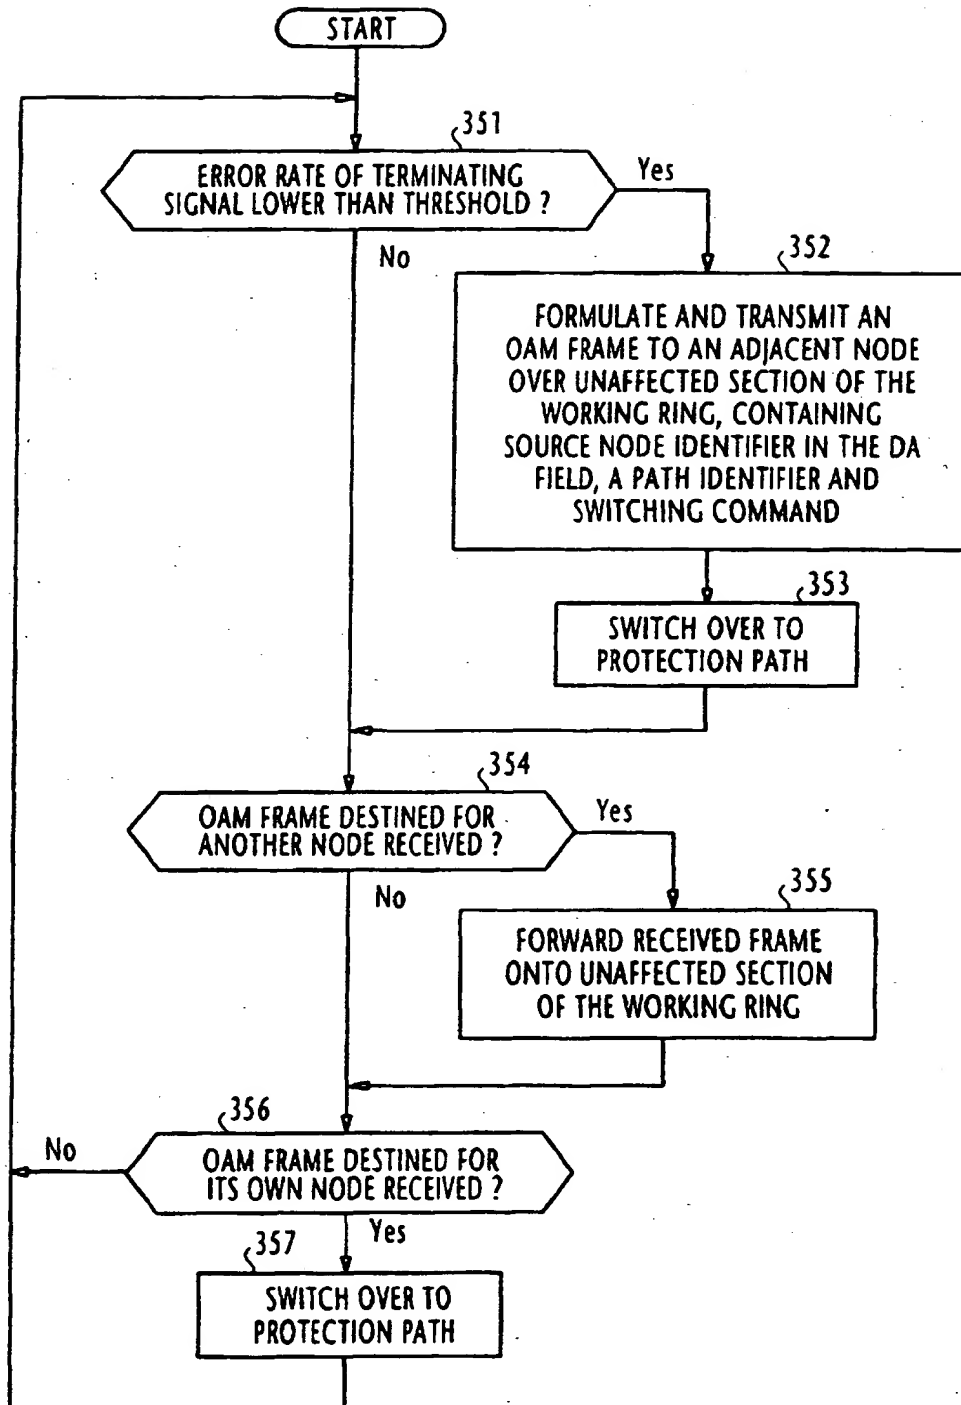 START
351
ERROR RATE OF TERMINATING
SIGNAL LOWER THAN THRESHOLD ?
Yes
No
352
FORMULATE AND TRANSMIT AN
OAM FRAME TO AN ADJACENT NODE
OVER UNAFFECTED SECTION OF THE
WORKING RING, CONTAINING
SOURCE NODE IDENTIFIER IN THE DA
FIELD, A PATH IDENTIFIER AND
SWITCHING COMMAND
353
SWITCH OVER TO
PROTECTION PATH
354
OAM FRAME DESTINED FOR
ANOTHER NODE RECEIVED ?
Yes
No
355
FORWARD RECEIVED FRAME
ONTO UNAFFECTED SECTION
OF THE WORKING RING
356
No
OAM FRAME DESTINED FOR
ITS OWN NODE RECEIVED ?
Yes
357
SWITCH OVER TO
PROTECTION PATH